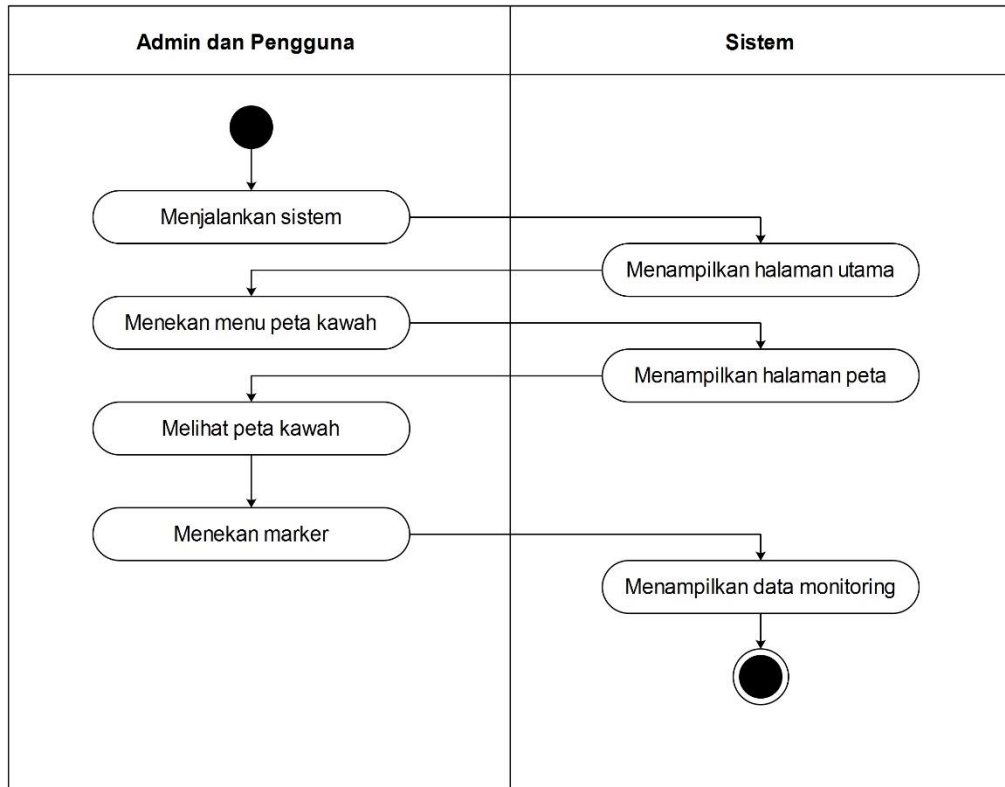 Admin dan Pengguna
Sistem
Menjalankan sistem
Menampilkan halaman utama
Menekan menu peta kawah
Menampilkan halaman peta
Melihat peta kawah
Menekan marker
Menampilkan data monitoring